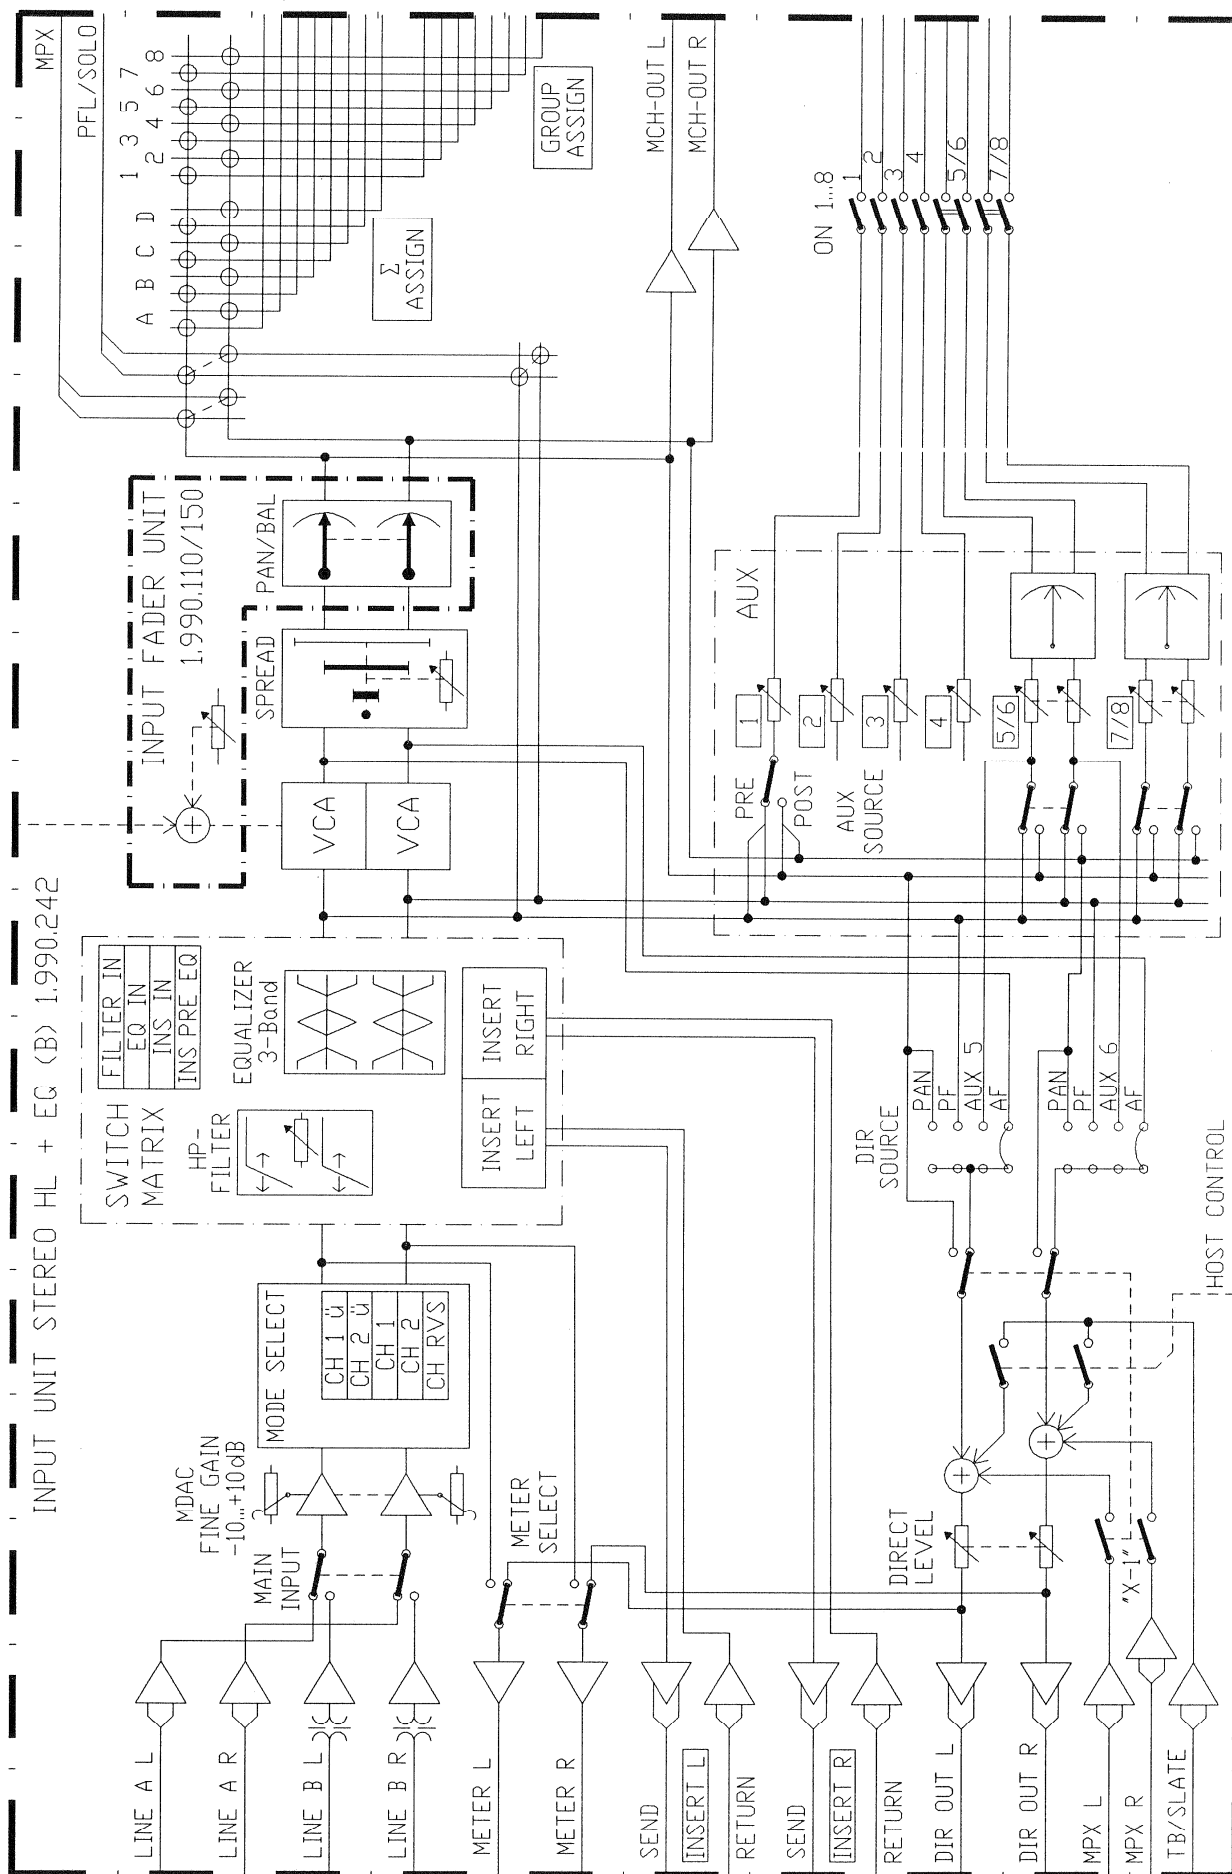 INPUT UNIT STEREO HL + EQ (B) 1.990.242
LINE A L
LINE A R
LINE B L
LINE B R
METER L
METER R
SEND
INSERT L
RETURN
SEND
INSERT R
RETURN
DIR OUT L
DIR OUT R
MPX L
MPX R
TB/SLATE
MAIN
INPUT
MDAC
FINE GAIN
-10...+10dB
METER
SELECT
MODE SELECT
CH 1 ü
CH 2 ü
CH 1
CH 2
CH RVS
SWITCH
MATRIX
FILTER IN
EQ IN
INS IN
INS PRE EQ
HP-
FILTER
EQUALIZER
3-Band
INSERT
LEFT
INSERT
RIGHT
VCA
VCA
INPUT FADER UNIT
1.990.110/150
SPREAD
PAN/BAL
MPX
PFL/SOLO
A B C D
1 3 5 7
2 4 6 8
Σ
ASSIGN
GROUP
ASSIGN
MCH-OUT L
MCH-OUT R
DIRECT
LEVEL
"X-1"
HOST CONTROL
DIR
SOURCE
PAN
PF
AUX 5
AF
PAN
PF
AUX 6
AF
AUX
PRE
POST
AUX
SOURCE
1
2
3
4
5/6
7/8
ON 1...8
1
2
3
4
5/6
7/8